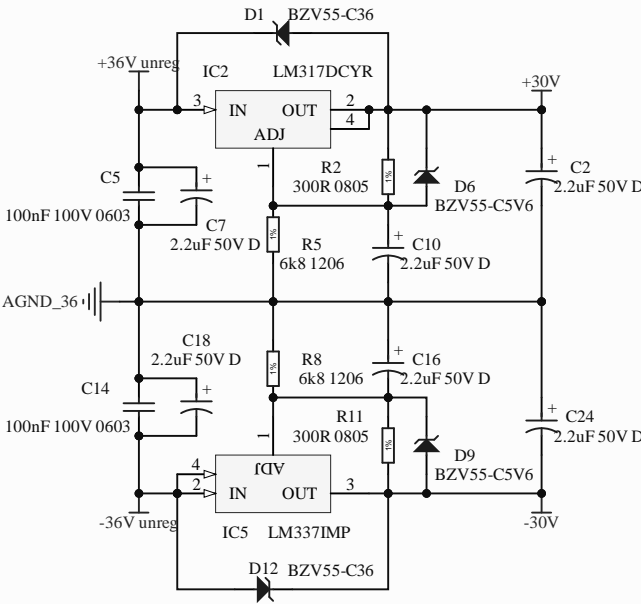 D1 BZV55-C36
+36V unreg
+30V
IC2 LM317DCYR
3 IN OUT 2
4
ADJ
1
1%
R2
300R 0805
D6
BZV55-C5V6
+
C2
2.2uF 50V D
C5
100nF 100V 0603
+
C7
2.2uF 50V D
1%
R5
6k8 1206
+
C10
2.2uF 50V D
AGND_36
C18
2.2uF 50V D
+
C14
100nF 100V 0603
1%
R8
6k8 1206
+
C16
2.2uF 50V D
R11
300R 0805
1%
D9
BZV55-C5V6
+
C24
2.2uF 50V D
1
ADJ
4
2 IN OUT 3
-36V unreg
-30V
IC5 LM337IMP
D12 BZV55-C36